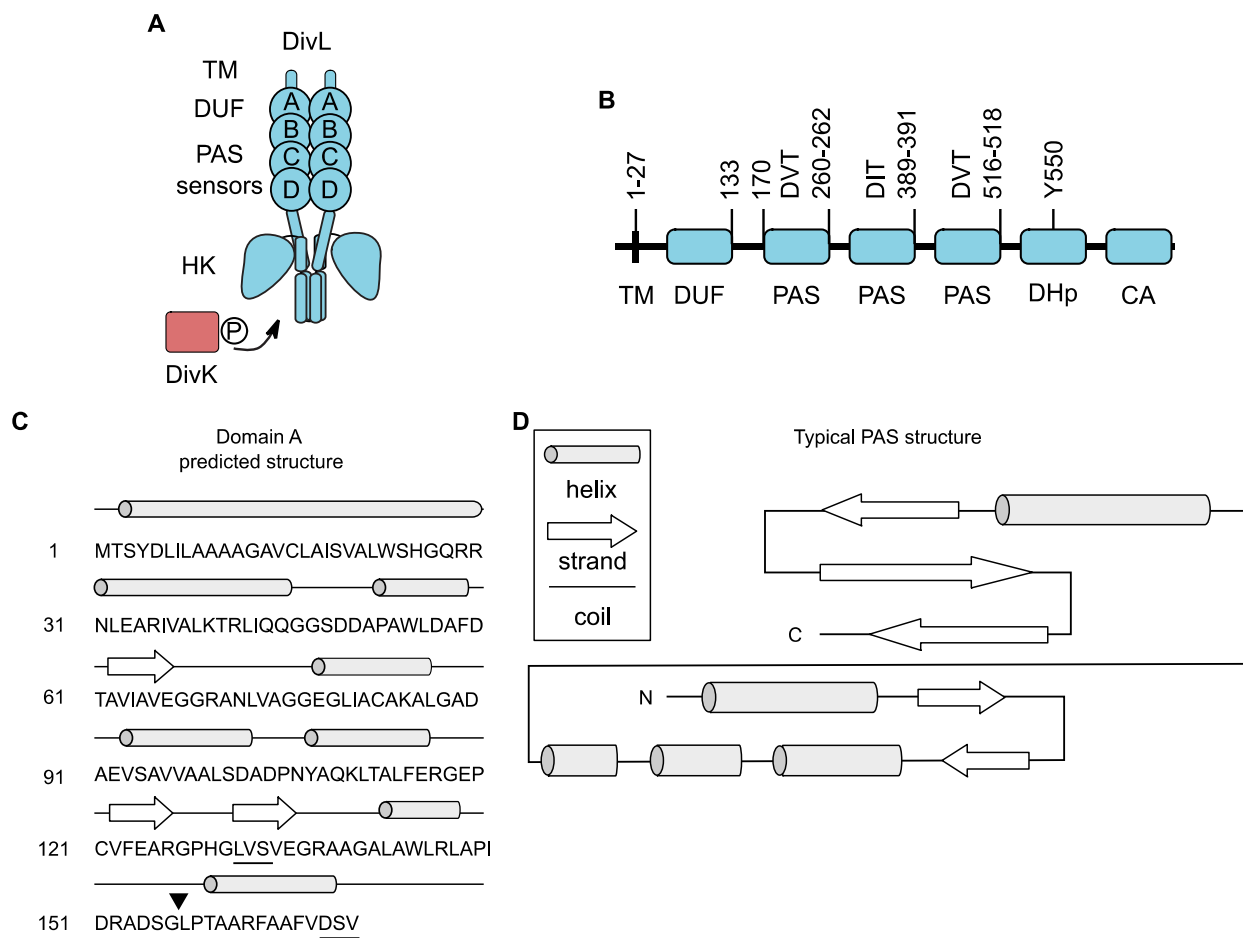 A
DivL
TM
DUF
PAS
sensors
HK
A A
B B
C C
D D
P
DivK
B
1-27
133
170
DVT
260-262
DIT
389-391
DVT
516-518
Y550
TM DUF PAS PAS PAS DHp CA
C
Domain A
predicted structure
1 MTSYDLILAAAAGAVCLAISVALWSHGQRR
31 NLEARIVALKTRLIQQGGSDDAPAWLDAFD
61 TAVIAVEGGRANLVAGGEGLIACAKALGAD
91 AEVSAVVAALSDADPNYAQKLTALFERGEP
121 CVFEARGPHGLVSVEGRAAGALAWLRLAPI
151 DRADSGLPTAARFAAFVDSV
D
helix
strand
coil
Typical PAS structure
C
N